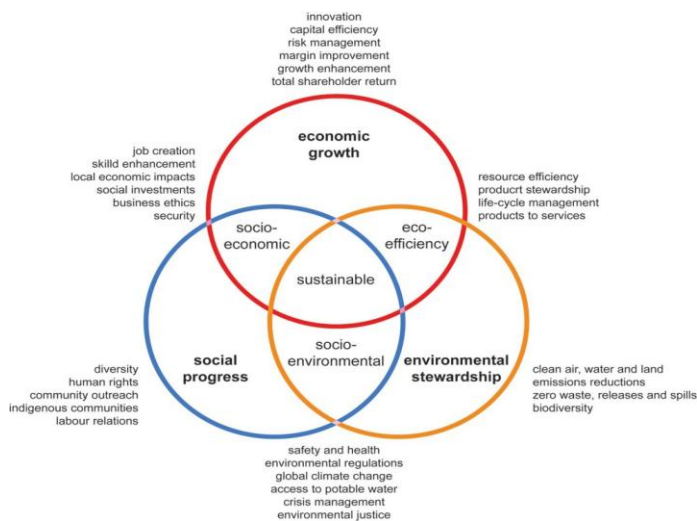 innovation
capital efficiency
risk management
margin improvement
growth enhancement
total shareholder return
economic
growth
job creation
skilld enhancement
local economic impacts
social investments
business ethics
security
resource efficiency
producrt stewardship
life-cycle management
products to services
socio-
economic
eco-
efficiency
sustainable
socio-
environmental
social
progress
environmental
stewardship
diversity
human rights
community outreach
indigenous communities
labour relations
clean air, water and land
emissions reductions
zero waste, releases and spills
biodiversity
safety and health
environmental regulations
global climate change
access to potable water
crisis management
environmental justice